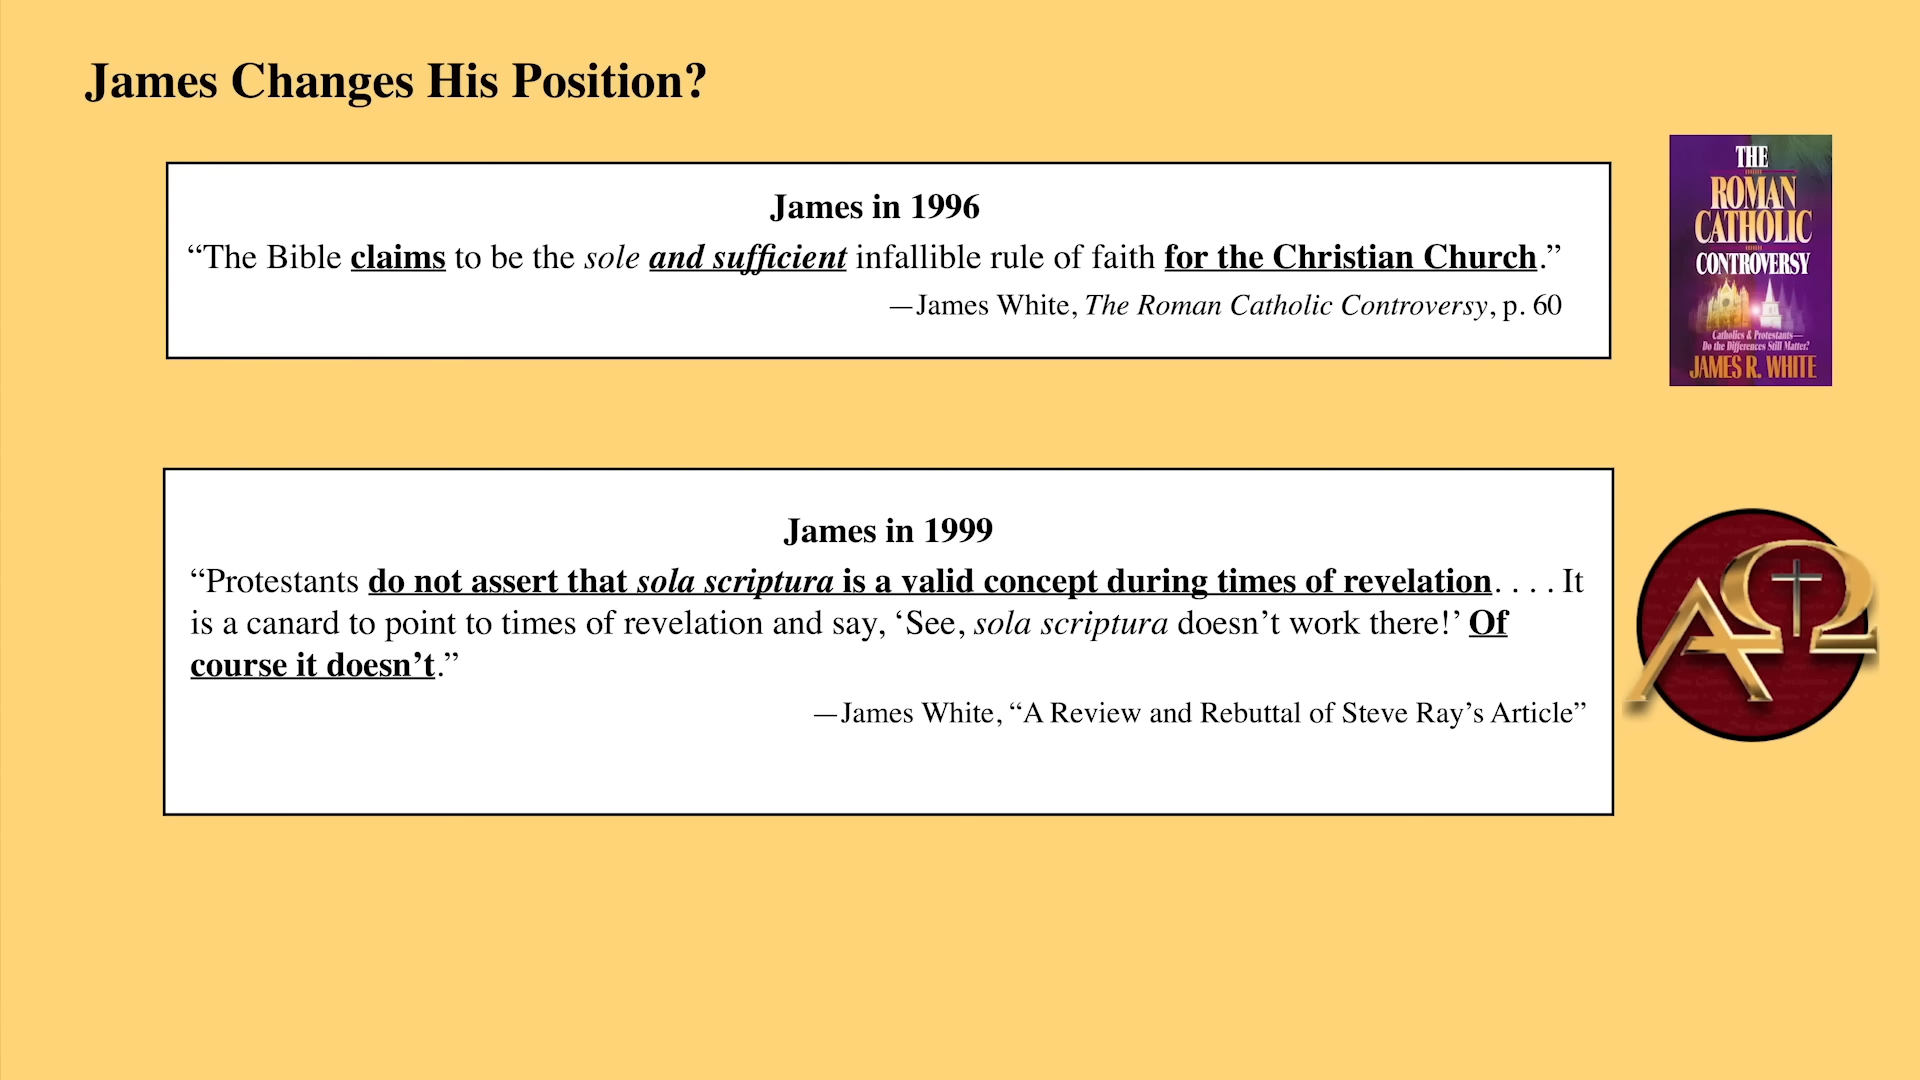 James Changes His Position?
James in 1996
“The Bible claims to be the sole and sufficient infallible rule of faith for the Christian Church.”
—James White, The Roman Catholic Controversy, p. 60
THE
ROMAN
CATHOLIC
CONTROVERSY
Catholics & Protestants—
Do the Differences Still Matter?
JAMES R. WHITE
James in 1999
“Protestants do not assert that sola scriptura is a valid concept during times of revelation. . . . It
is a canard to point to times of revelation and say, ‘See, sola scriptura doesn’t work there!’ Of
course it doesn’t.”
—James White, “A Review and Rebuttal of Steve Ray’s Article”
ΑΩ